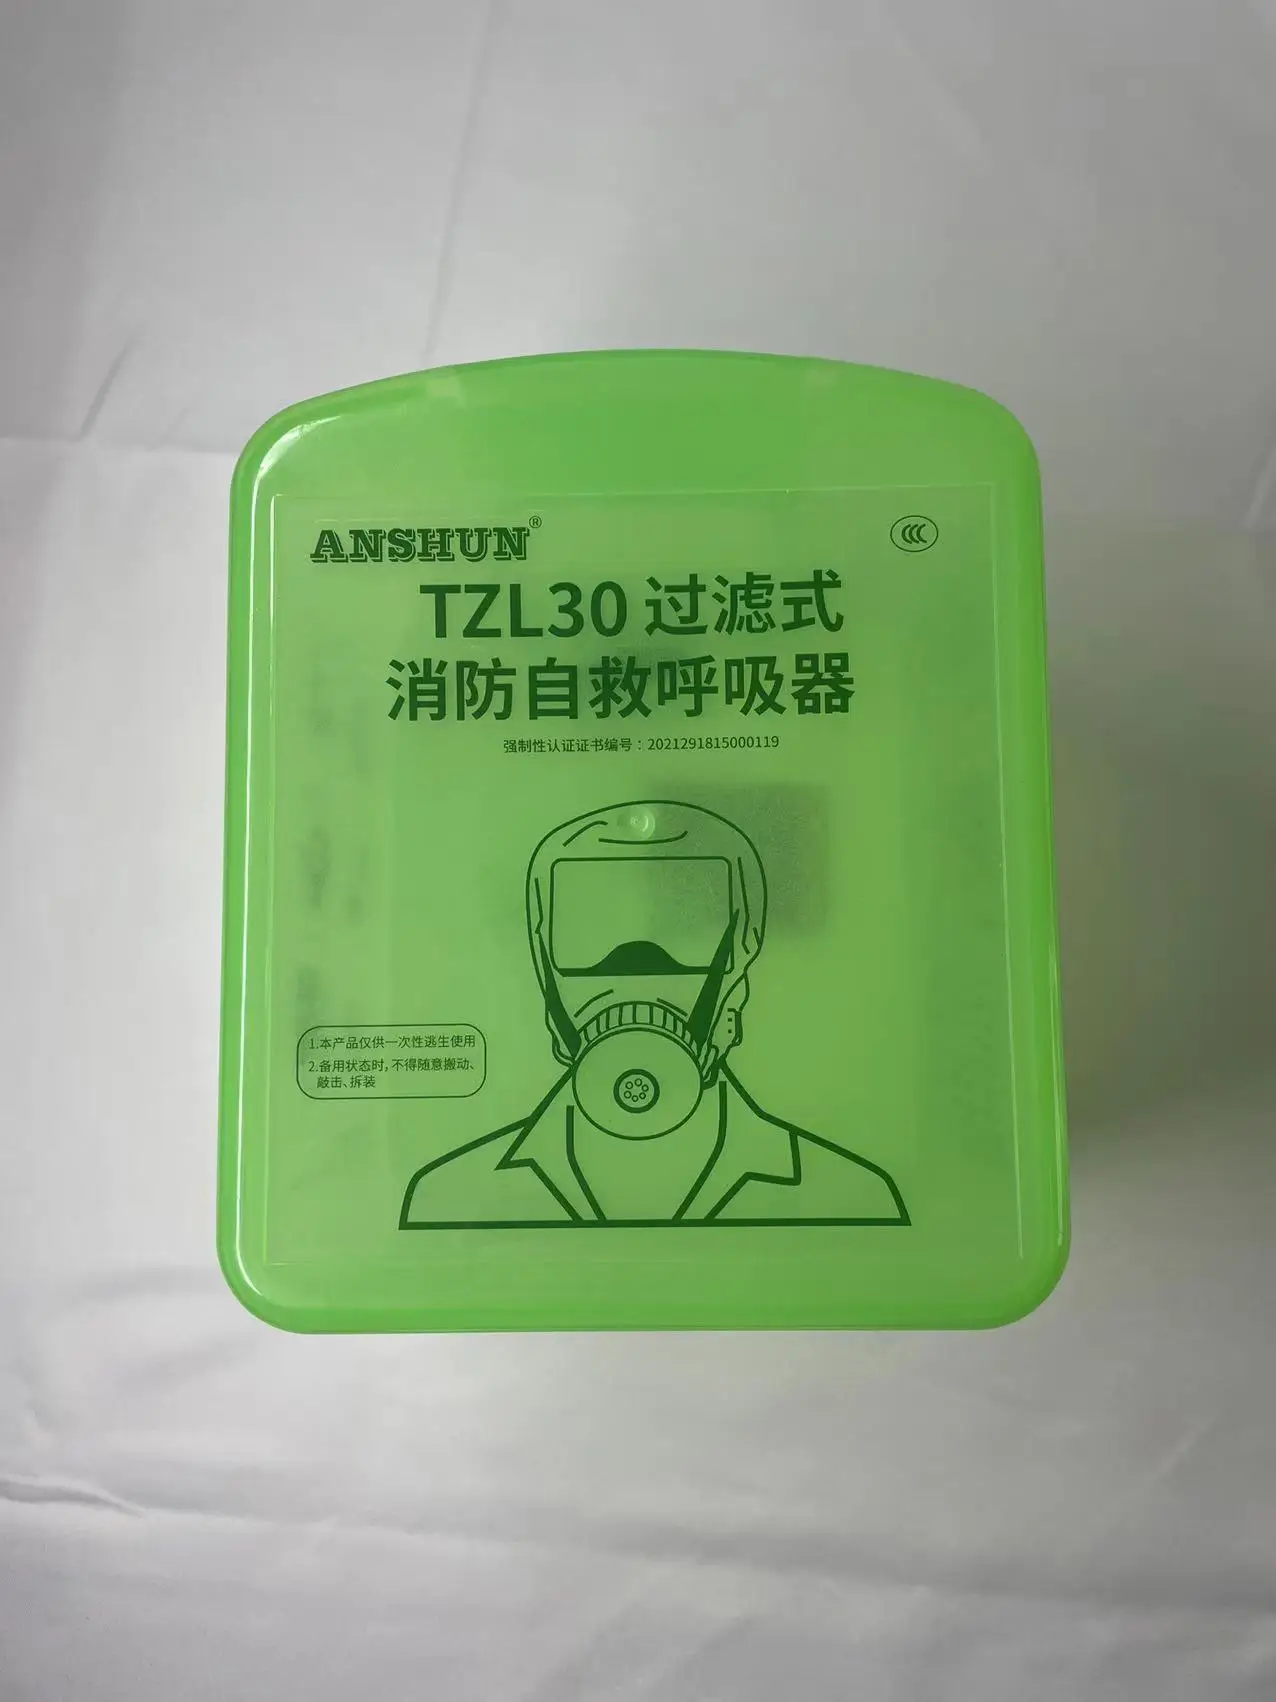 ANSHUN®
CCC
TZL30 过滤式
消防自救呼吸器
强制性认证证书编号：2021291815000119
1.本产品仅供一次性逃生使用
2.备用状态时，不得随意搬动、
敲击、拆装